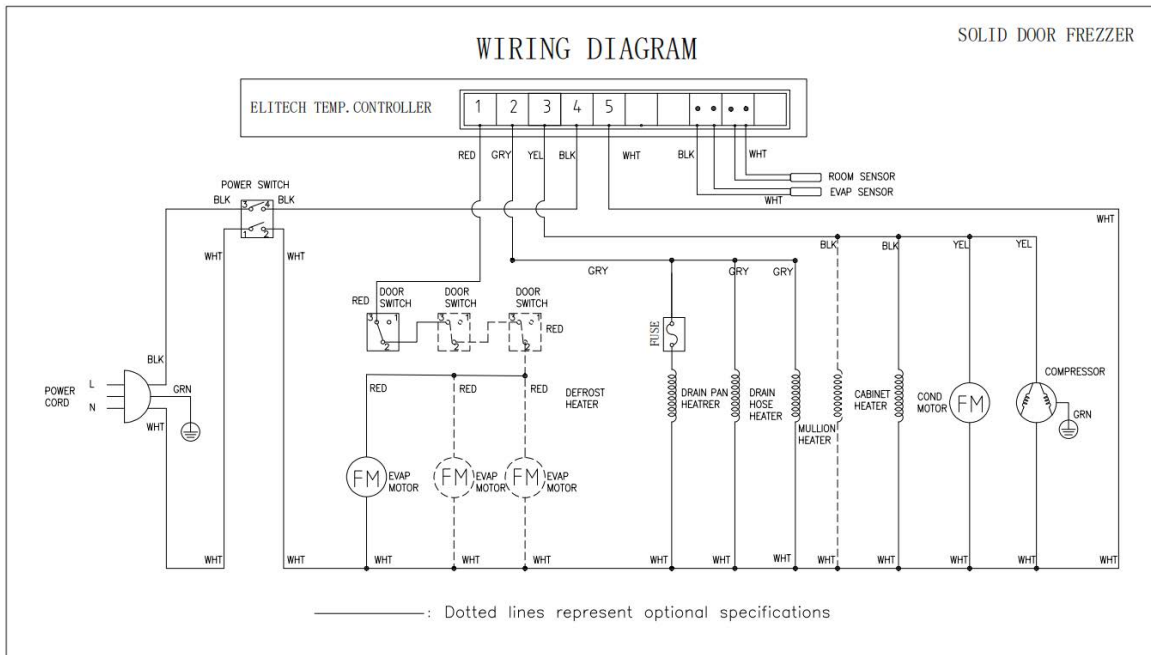 SOLID DOOR FREZZER
WIRING DIAGRAM
ELITECH TEMP.CONTROLLER
1 2 3 4 5
RED GRY YEL BLK WHT BLK WHT
ROOM SENSOR
EVAP SENSOR
WHT
POWER SWITCH
BLK 3 4 BLK
1 2
WHT WHT
WHT
BLK BLK YEL YEL
GRY GRY GRY
RED
DOOR SWITCH
DOOR SWITCH
DOOR SWITCH
3 1 3 1 3 1
2 2 2
RED
FUSE
BLK
POWER CORD
L
N
GRN
WHT
RED RED RED
DEFROST HEATER
DRAIN PAN HEATRER
DRAIN HOSE HEATER
MULLION HEATER
CABINET HEATER
COND MOTOR
FM
COMPRESSOR
GRN
FM EVAP MOTOR
FM EVAP MOTOR
FM EVAP MOTOR
WHT WHT WHT WHT WHT WHT WHT WHT WHT WHT WHT WHT
: Dotted lines represent optional specifications